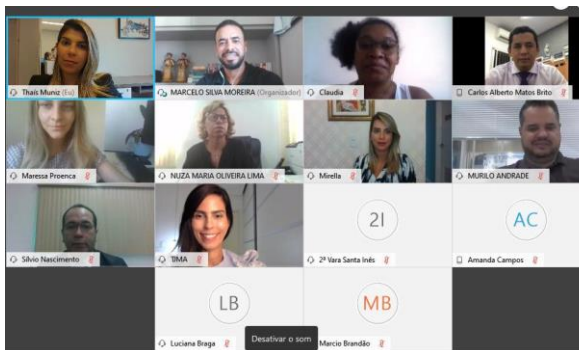 Thaís Muniz (Eu)
MARCELO SILVA MOREIRA (Organizador)
Claudia
Carlos Alberto Matos Brito
Maressa Proenca
NUZA MARIA OLIVEIRA LIMA
Mirella
MURILO ANDRADE
Sílvio Nascimento
TIMA
2I
2ª Vara Santa Inês
AC
Amanda Campos
LB
Luciana Braga
Desativar o som
MB
Marcio Brandão